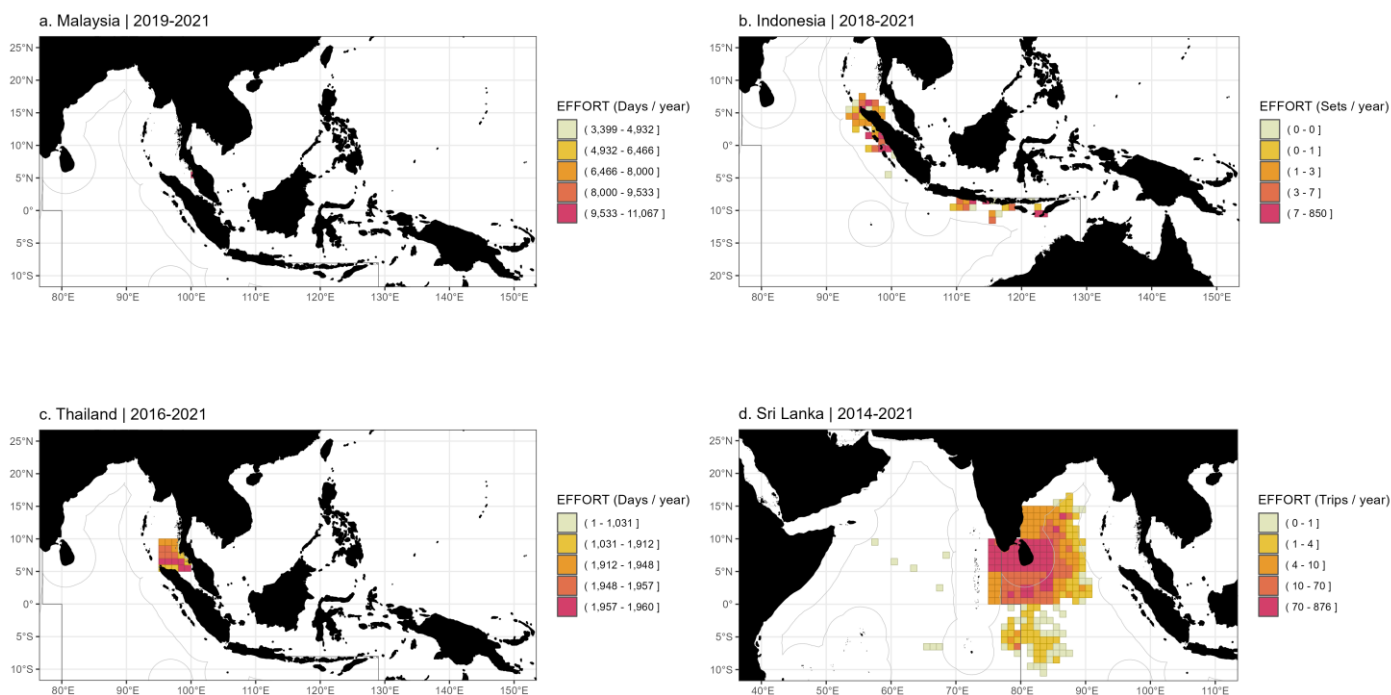 a. Malaysia | 2019-2021
25°N
20°N
15°N
10°N
5°N
0°
5°S
10°S
80°E 90°E 100°E 110°E 120°E 130°E 140°E 150°E
EFFORT (Days / year)
( 3,399 - 4,932 ]
( 4,932 - 6,466 ]
( 6,466 - 8,000 ]
( 8,000 - 9,533 ]
( 9,533 - 11,067 ]
b. Indonesia | 2018-2021
15°N
10°N
5°N
0°
5°S
10°S
15°S
20°S
80°E 90°E 100°E 110°E 120°E 130°E 140°E 150°E
EFFORT (Sets / year)
( 0 - 0 ]
( 0 - 1 ]
( 1 - 3 ]
( 3 - 7 ]
( 7 - 850 ]
c. Thailand | 2016-2021
25°N
20°N
15°N
10°N
5°N
0°
5°S
10°S
80°E 90°E 100°E 110°E 120°E 130°E 140°E 150°E
EFFORT (Days / year)
( 1 - 1,031 ]
( 1,031 - 1,912 ]
( 1,912 - 1,948 ]
( 1,948 - 1,957 ]
( 1,957 - 1,960 ]
d. Sri Lanka | 2014-2021
25°N
20°N
15°N
10°N
5°N
0°
5°S
10°S
40°E 50°E 60°E 70°E 80°E 90°E 100°E 110°E
EFFORT (Trips / year)
( 0 - 1 ]
( 1 - 4 ]
( 4 - 10 ]
( 10 - 70 ]
( 70 - 876 ]